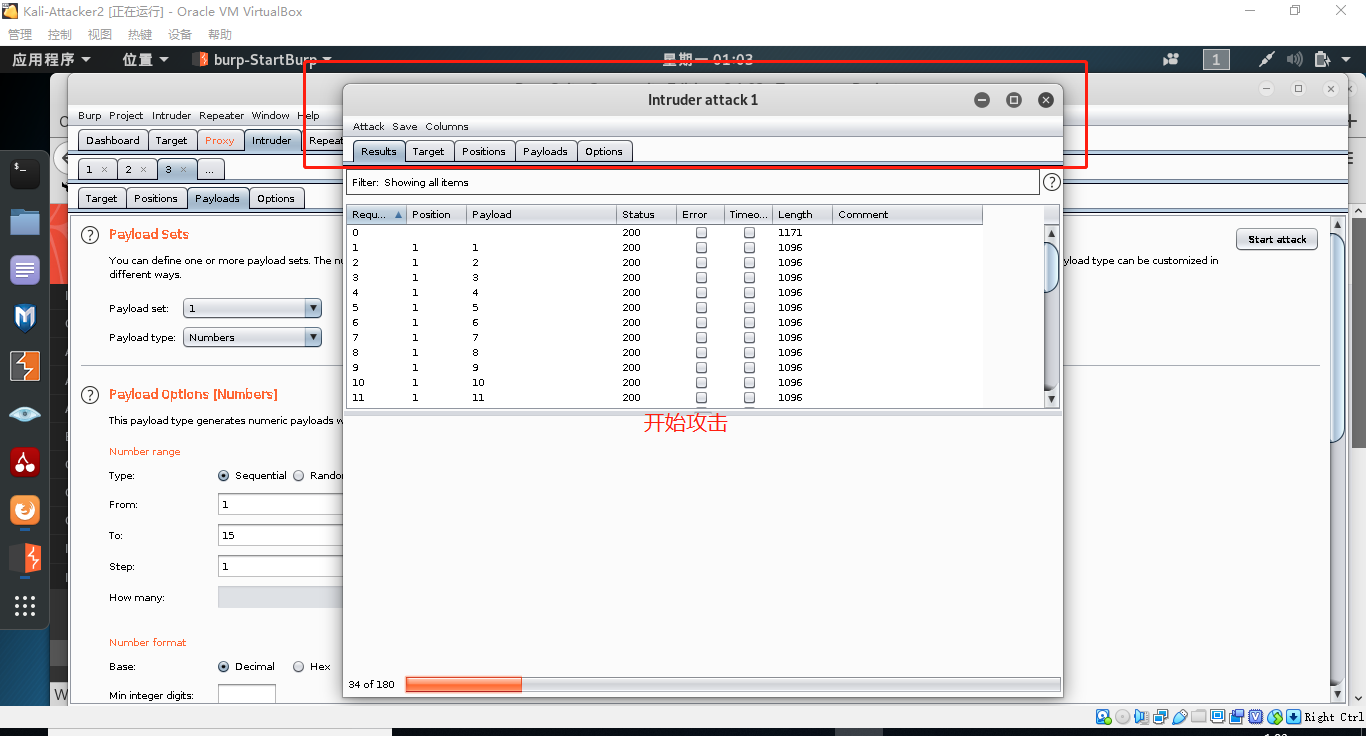 Kali-Attacker2 [正在运行] - Oracle VM VirtualBox
管理 控制 视图 热键 设备 帮助
应用程序 位置 burp-StartBurp 星期一 01:03 1
Intruder attack 1
Burp Project Intruder Repeater Window Help
Attack Save Columns
Dashboard Target Proxy Intruder Repeat
Results Target Positions Payloads Options
1 × 2 × 3 × ...
Filter: Showing all items ?
Target Positions Payloads Options
Requ... Position Payload Status Error Timeo... Length Comment
0 200 1171
1 1 1 200 1096
2 1 2 200 1096
3 1 3 200 1096
4 1 4 200 1096
5 1 5 200 1096
6 1 6 200 1096
7 1 7 200 1096
8 1 8 200 1096
9 1 9 200 1096
10 1 10 200 1096
11 1 11 200 1096
? Payload Sets
Start attack
You can define one or more payload sets. The nu
ayload type can be customized in
different ways.
Payload set: 1
Payload type: Numbers
? Payload Options [Numbers]
This payload type generates numeric payloads w
开始攻击
Number range
Type: Sequential Rando
From: 1
To: 15
Step: 1
How many:
Number format
Base: Decimal Hex
Min integer digits:
34 of 180
W
Right Ctrl